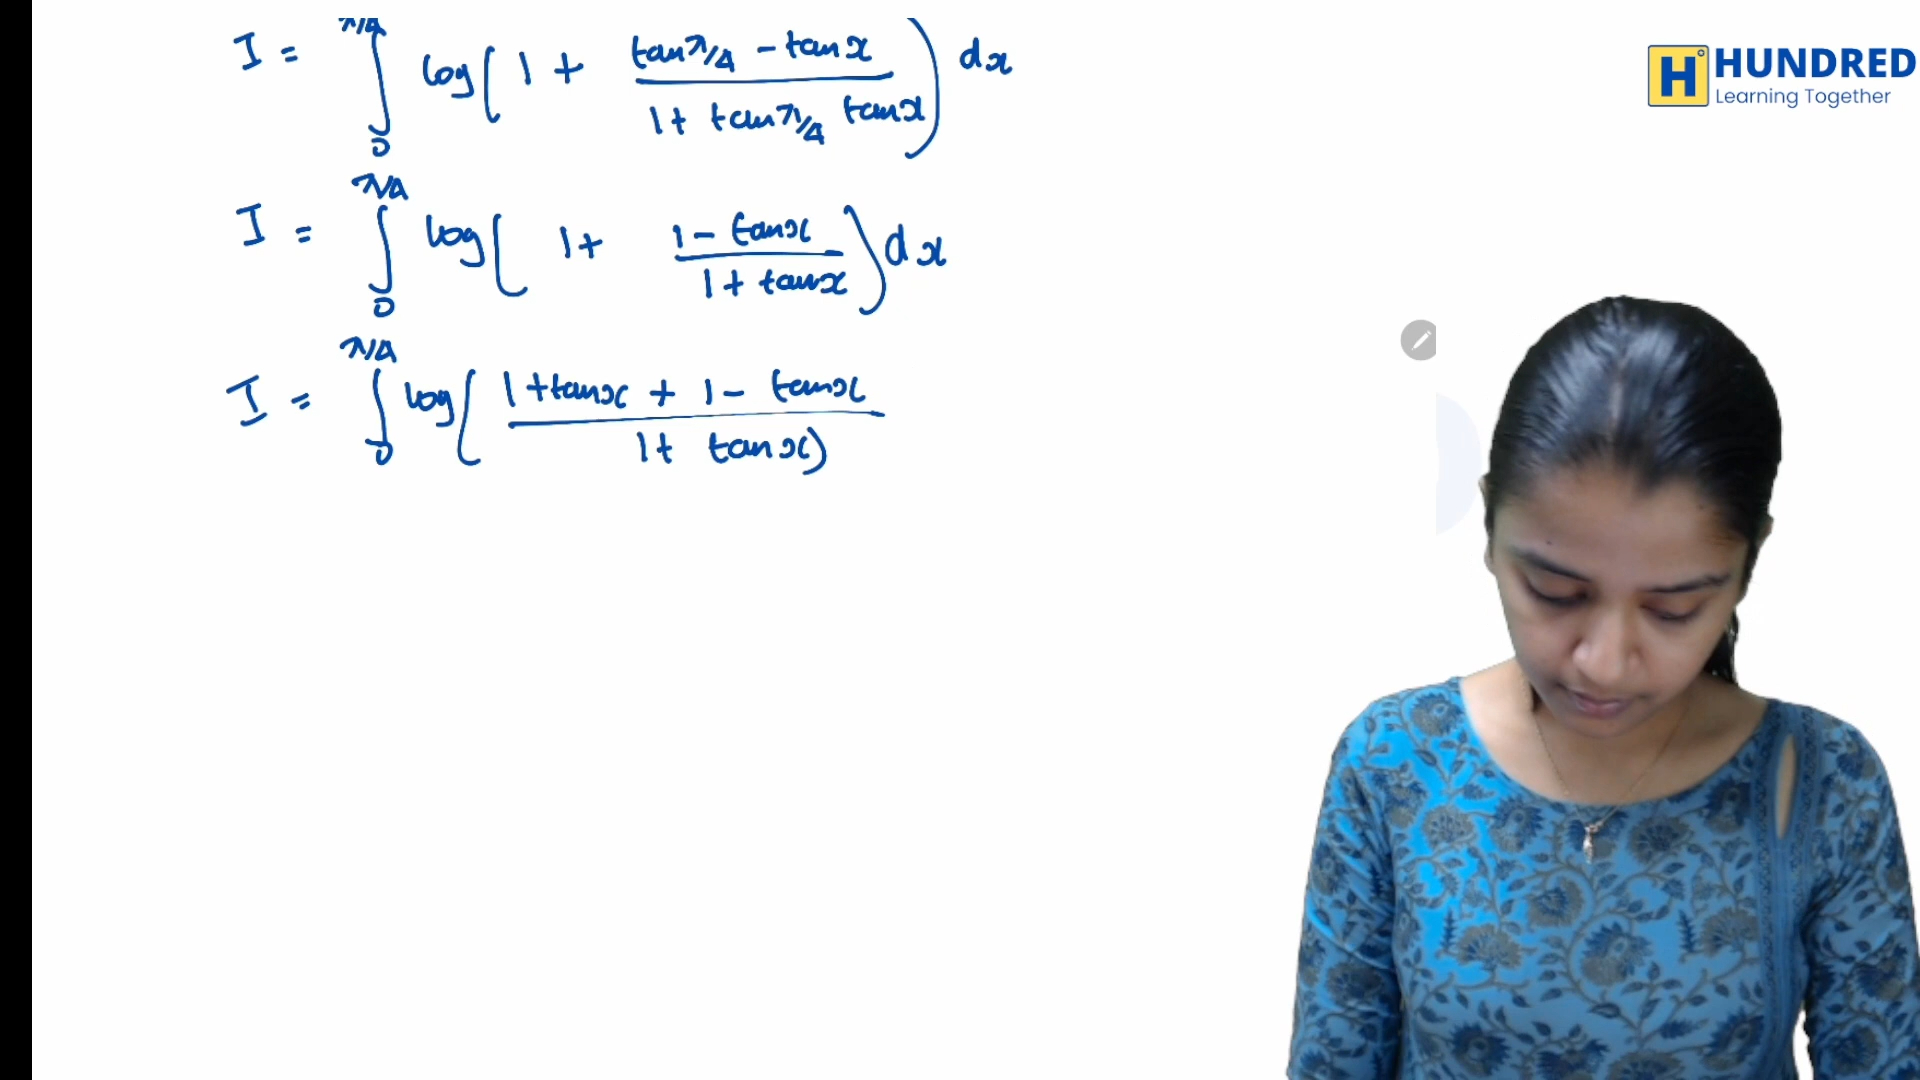 I = ∫₀^π/4 log(1 + (tan π/4 - tan x)/(1 + tan π/4 tan x)) dx
HUNDRED
Learning Together
I = ∫₀^π/4 log(1 + (1 - tan x)/(1 + tan x)) dx
I = ∫₀^π/4 log((1 + tan x + 1 - tan x)/(1 + tan x)